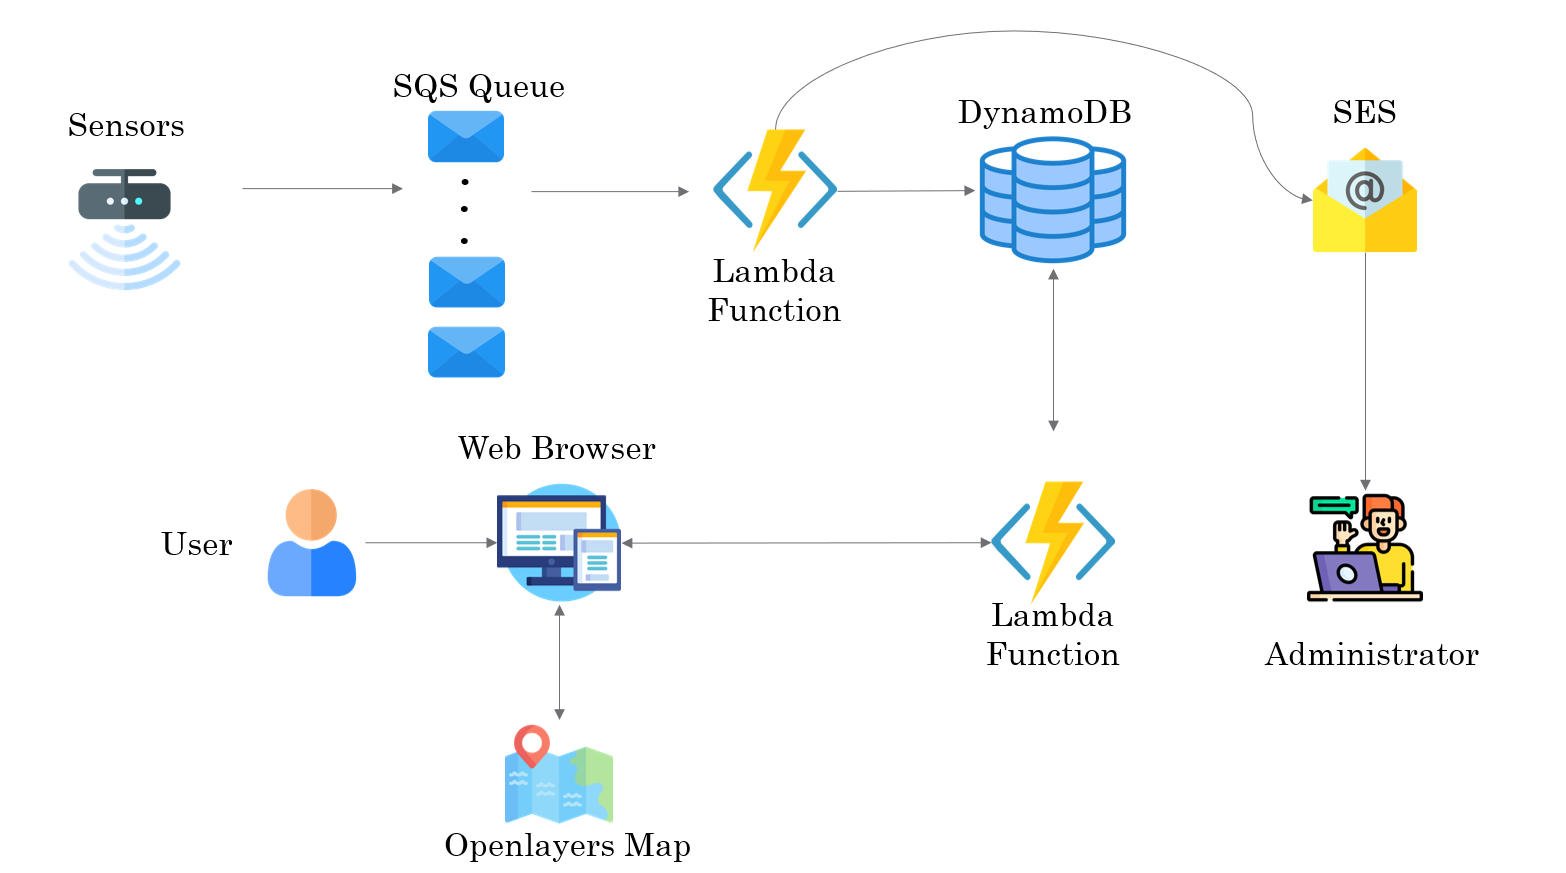 SQS Queue
Sensors
DynamoDB
SES
@
Lambda
Function
Web Browser
User
Lambda
Function
Administrator
Openlayers Map